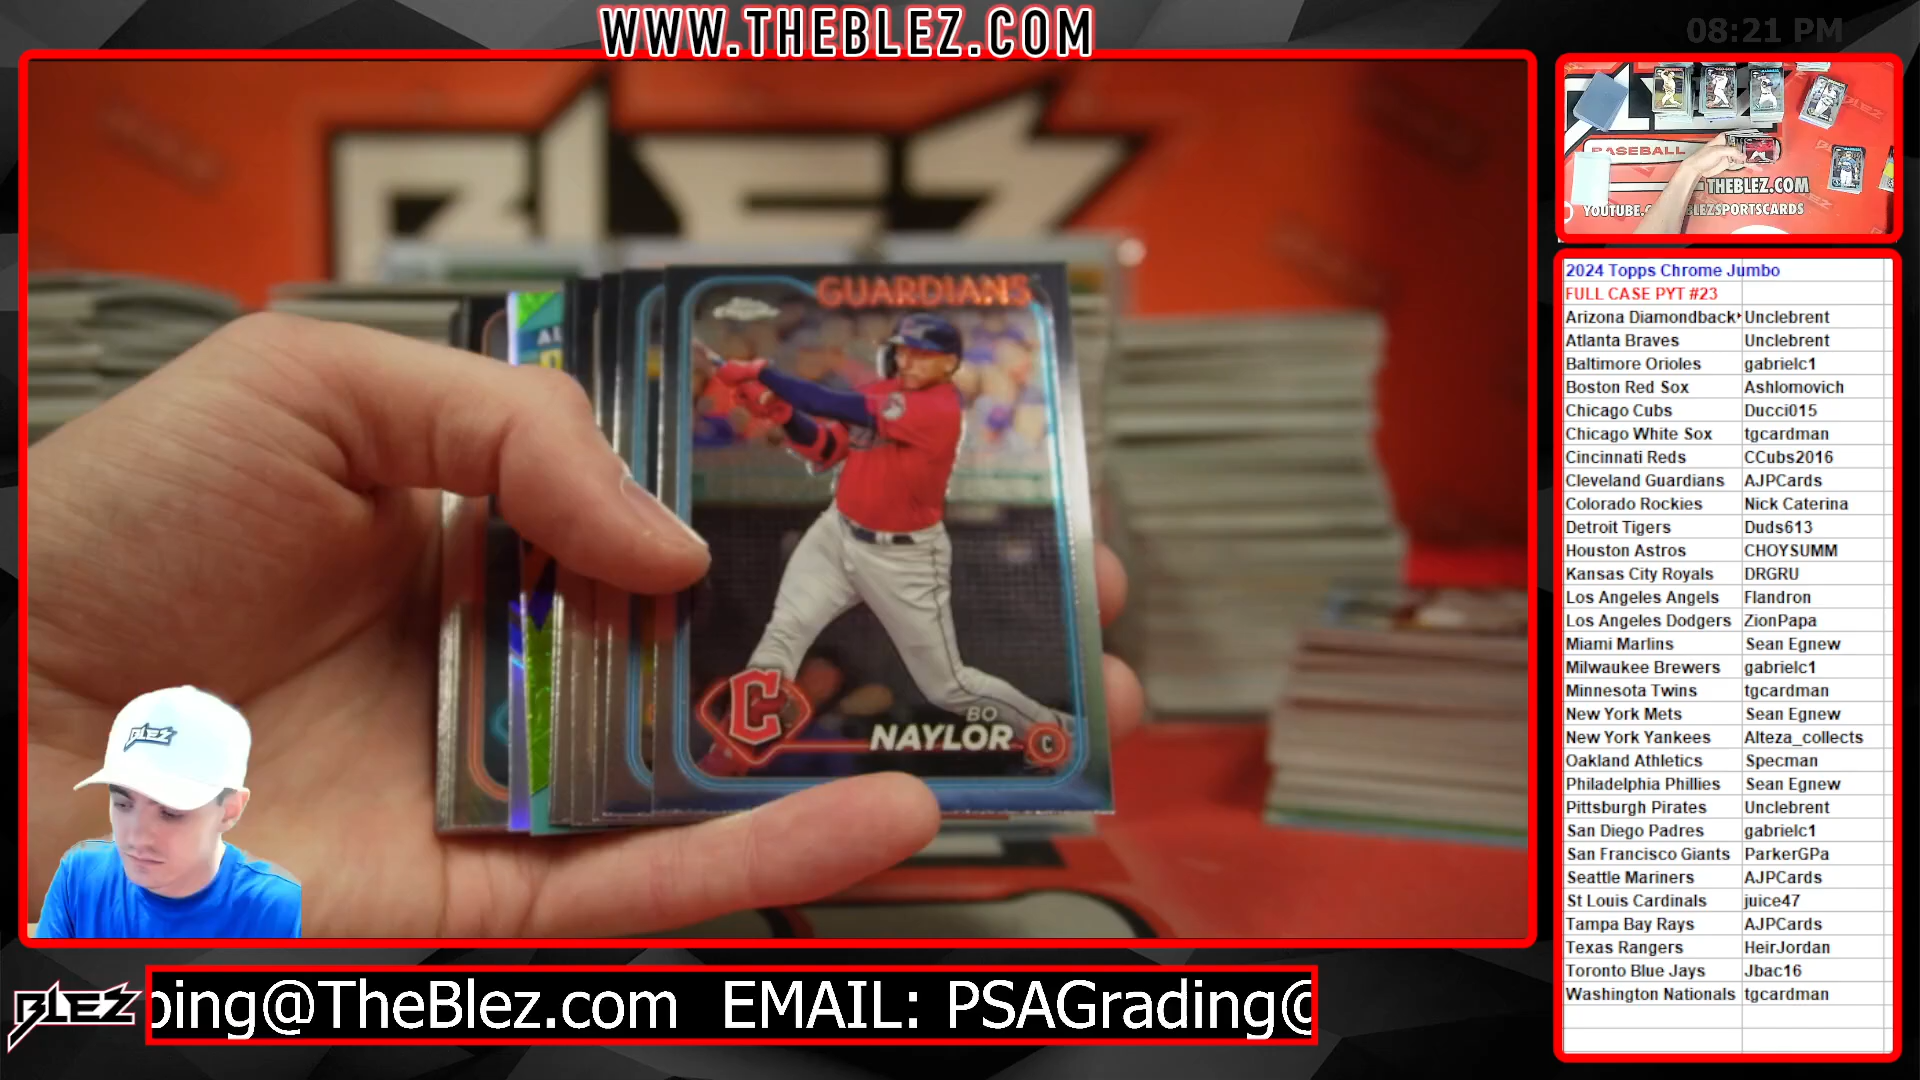 WWW.THEBLEZ.COM
08:21 PM
BLEZ
GUARDIANS
Chrome
BO
NAYLOR
C
C
BLEZ
BASEBALL
THEBLEZ.COM
BLEZSPORTSCARDS
2024 Topps Chrome Jumbo
FULL CASE PYT #23
Arizona Diamondback Unclebrent
Atlanta Braves Unclebrent
Baltimore Orioles gabrielc1
Boston Red Sox Ashlomovich
Chicago Cubs Ducci015
Chicago White Sox tgcardman
Cincinnati Reds CCubs2016
Cleveland Guardians AJPCards
Colorado Rockies Nick Caterina
Detroit Tigers Duds613
Houston Astros CHOYSUMM
Kansas City Royals DRGRU
Los Angeles Angels Flandron
Los Angeles Dodgers ZionPapa
Miami Marlins Sean Egnew
Milwaukee Brewers gabrielc1
Minnesota Twins tgcardman
New York Mets Sean Egnew
New York Yankees Alteza_collects
Oakland Athletics Specman
Philadelphia Phillies Sean Egnew
Pittsburgh Pirates Unclebrent
San Diego Padres gabrielc1
San Francisco Giants ParkerGPa
Seattle Mariners AJPCards
St Louis Cardinals juice47
Tampa Bay Rays AJPCards
Texas Rangers HeirJordan
Toronto Blue Jays Jbac16
Washington Nationals tgcardman
BLEZ
ping@TheBlez.com EMAIL: PSAGrading@